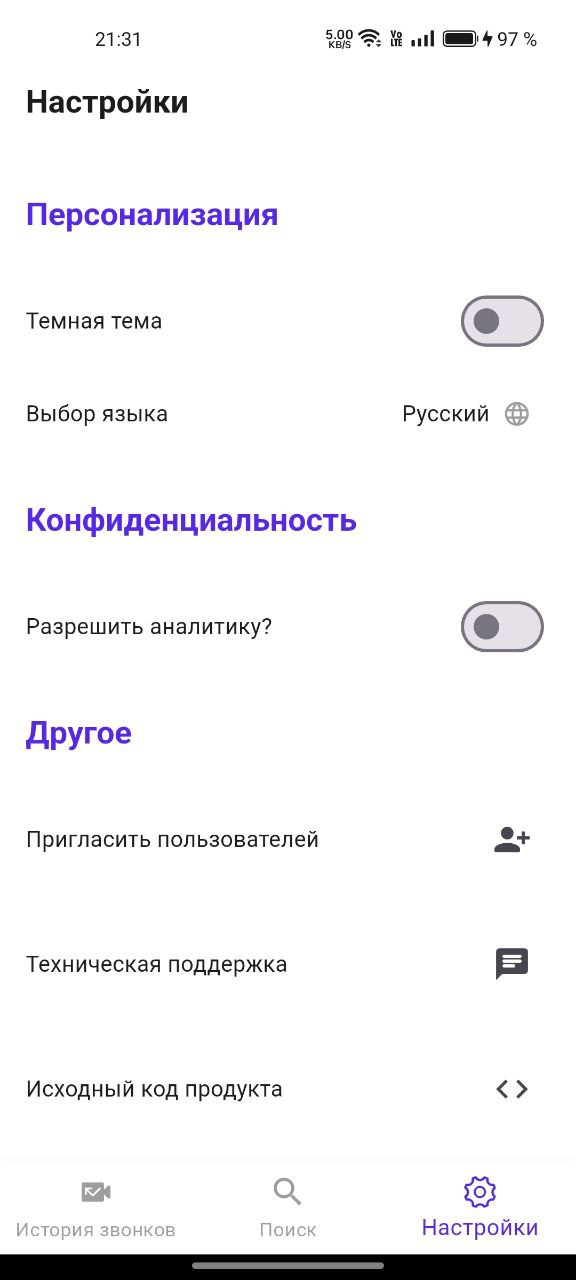 21:31
5.00 KB/S Vo LTE 97 %
Настройки
Персонализация
Темная тема
Выбор языка Русский
Конфиденциальность
Разрешить аналитику?
Другое
Пригласить пользователей
Техническая поддержка
Исходный код продукта
История звонков Поиск Настройки